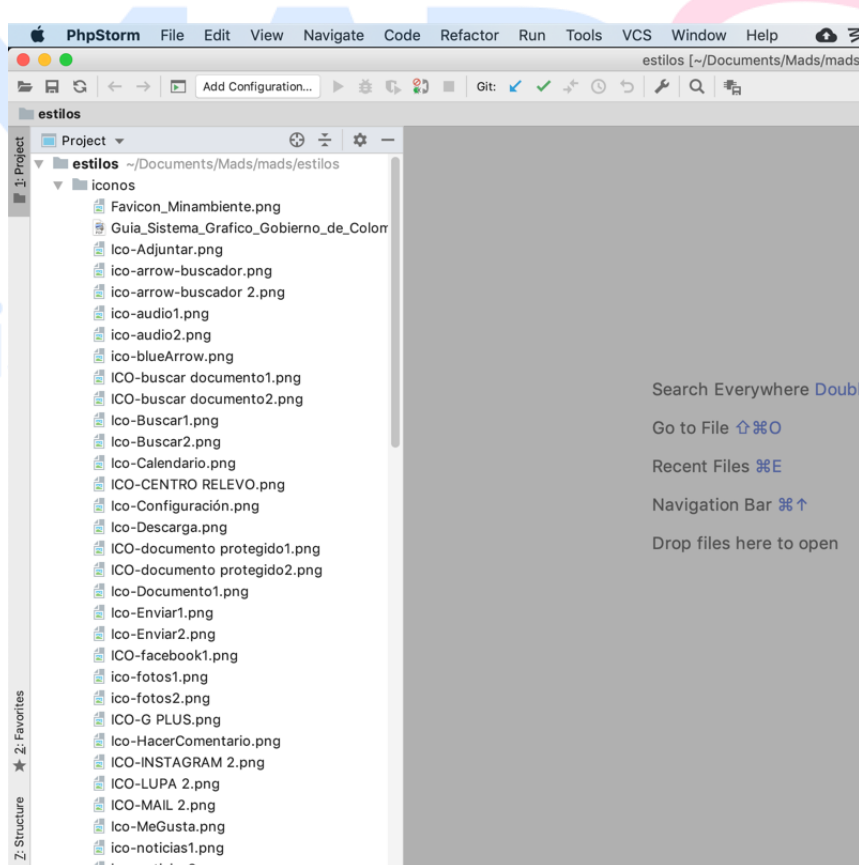 PhpStorm File Edit View Navigate Code Refactor Run Tools VCS Window Help
estilos [~/Documents/Mads/mads
Add Configuration... Git:
estilos
1: Project
Project
estilos ~/Documents/Mads/mads/estilos
iconos
Favicon_Minambiente.png
Guia_Sistema_Grafico_Gobierno_de_Colom
Ico-Adjuntar.png
ico-arrow-buscador.png
ico-arrow-buscador 2.png
ico-audio1.png
ico-audio2.png
ico-blueArrow.png
ICO-buscar documento1.png
ICO-buscar documento2.png
Ico-Buscar1.png
Ico-Buscar2.png
Ico-Calendario.png
ICO-CENTRO RELEVO.png
Ico-Configuración.png
Ico-Descarga.png
ICO-documento protegido1.png
ICO-documento protegido2.png
Ico-Documento1.png
Ico-Enviar1.png
Ico-Enviar2.png
ICO-facebook1.png
ico-fotos1.png
ico-fotos2.png
ICO-G PLUS.png
Ico-HacerComentario.png
ICO-INSTAGRAM 2.png
ICO-LUPA 2.png
ICO-MAIL 2.png
Ico-MeGusta.png
ico-noticias1.png
2: Favorites
Z: Structure
Search Everywhere Doubl
Go to File ⇧⌘O
Recent Files ⌘E
Navigation Bar ⌘↑
Drop files here to open